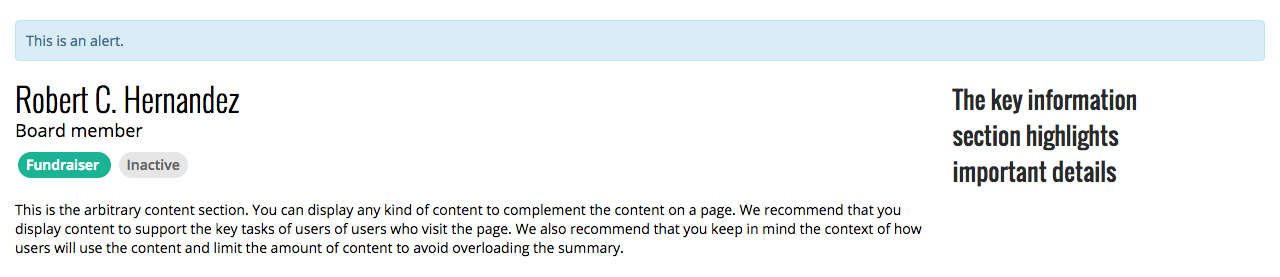 This is an alert.
Robert C. Hernandez
Board member
Fundraiser Inactive
This is the arbitrary content section. You can display any kind of content to complement the content on a page. We recommend that you
display content to support the key tasks of users of users who visit the page. We also recommend that you keep in mind the context of how
users will use the content and limit the amount of content to avoid overloading the summary.
The key information
section highlights
important details